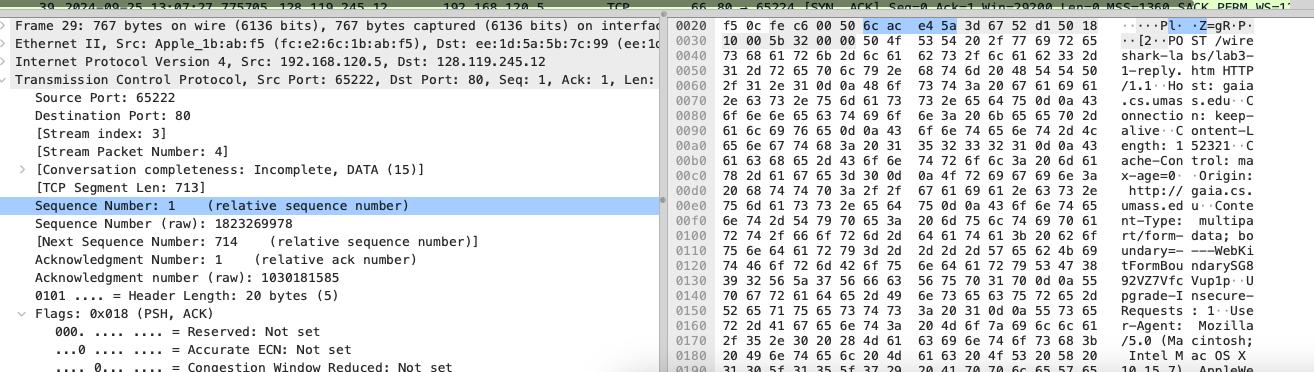 39 2024-09-25 13:07:27.775705 128.119.245.12 192.168.120.5 TCP 66 80 → 65224 [SYN, ACK] Seq=0 Ack=1 Win=29200 Len=0 MSS=1360 SACK_PERM WS=1
Frame 29: 767 bytes on wire (6136 bits), 767 bytes captured (6136 bits) on interfac
Ethernet II, Src: Apple_1b:ab:f5 (fc:e2:6c:1b:ab:f5), Dst: ee:1d:5a:5b:7c:99 (ee:1d
Internet Protocol Version 4, Src: 192.168.120.5, Dst: 128.119.245.12
Transmission Control Protocol, Src Port: 65222, Dst Port: 80, Seq: 1, Ack: 1, Len:
Source Port: 65222
Destination Port: 80
[Stream index: 3]
[Stream Packet Number: 4]
[Conversation completeness: Incomplete, DATA (15)]
[TCP Segment Len: 713]
Sequence Number: 1 (relative sequence number)
Sequence Number (raw): 1823269978
[Next Sequence Number: 714 (relative sequence number)]
Acknowledgment Number: 1 (relative ack number)
Acknowledgment number (raw): 1030181585
0101 .... = Header Length: 20 bytes (5)
Flags: 0x018 (PSH, ACK)
000. .... .... = Reserved: Not set
...0 .... .... = Accurate ECN: Not set
.... 0... .... = Congestion Window Reduced: Not set
0020 f5 0c fe c6 00 50 6c ac e4 5a 3d 67 52 d1 50 18 ·····Pl· ·Z=gR·P·
0030 10 00 5b 32 00 00 50 4f 53 54 20 2f 77 69 72 65 ··[2··PO ST /wire
0040 73 68 61 72 6b 2d 6c 61 62 73 2f 6c 61 62 33 2d shark-la bs/lab3-
0050 31 2d 72 65 70 6c 79 2e 68 74 6d 20 48 54 54 50 1-reply. htm HTTP
0060 2f 31 2e 31 0d 0a 48 6f 73 74 3a 20 67 61 69 61 /1.1··Ho st: gaia
0070 2e 63 73 2e 75 6d 61 73 73 2e 65 64 75 0d 0a 43 .cs.umas s.edu··C
0080 6f 6e 6e 65 63 74 69 6f 6e 3a 20 6b 65 65 70 2d onnectio n: keep-
0090 61 6c 69 76 65 0d 0a 43 6f 6e 74 65 6e 74 2d 4c alive··C ontent-L
00a0 65 6e 67 74 68 3a 20 31 35 32 33 32 31 0d 0a 43 ength: 1 52321··C
00b0 61 63 68 65 2d 43 6f 6e 74 72 6f 6c 3a 20 6d 61 ache-Con trol: ma
00c0 78 2d 61 67 65 3d 30 0d 0a 4f 72 69 67 69 6e 3a x-age=0· ·Origin:
00d0 20 68 74 74 70 3a 2f 2f 67 61 69 61 2e 63 73 2e http:// gaia.cs.
00e0 75 6d 61 73 73 2e 65 64 75 0d 0a 43 6f 6e 74 65 umass.ed u··Conte
00f0 6e 74 2d 54 79 70 65 3a 20 6d 75 6c 74 69 70 61 nt-Type: multipa
0100 72 74 2f 66 6f 72 6d 2d 64 61 74 61 3b 20 62 6f rt/form- data; bo
0110 75 6e 64 61 72 79 3d 2d 2d 2d 2d 57 65 62 4b 69 undary=- ---WebKi
0120 74 46 6f 72 6d 42 6f 75 6e 64 61 72 79 53 47 38 tFormBou ndarySG8
0130 39 32 56 5a 37 56 66 63 56 75 70 31 70 0d 0a 55 92VZ7Vfc Vup1p··U
0140 70 67 72 61 64 65 2d 49 6e 73 65 63 75 72 65 2d pgrade-I nsecure-
0150 52 65 71 75 65 73 74 73 3a 20 31 0d 0a 55 73 65 Requests : 1··Use
0160 72 2d 41 67 65 6e 74 3a 20 4d 6f 7a 69 6c 6c 61 r-Agent: Mozilla
0170 2f 35 2e 30 20 28 4d 61 63 69 6e 74 6f 73 68 3b /5.0 (Ma cintosh;
0180 20 49 6e 74 65 6c 20 4d 61 63 20 4f 53 20 58 20 Intel M ac OS X
0190 31 30 5f 31 35 5f 37 29 20 41 70 70 6c 65 57 65 10_15_7) AppleWe